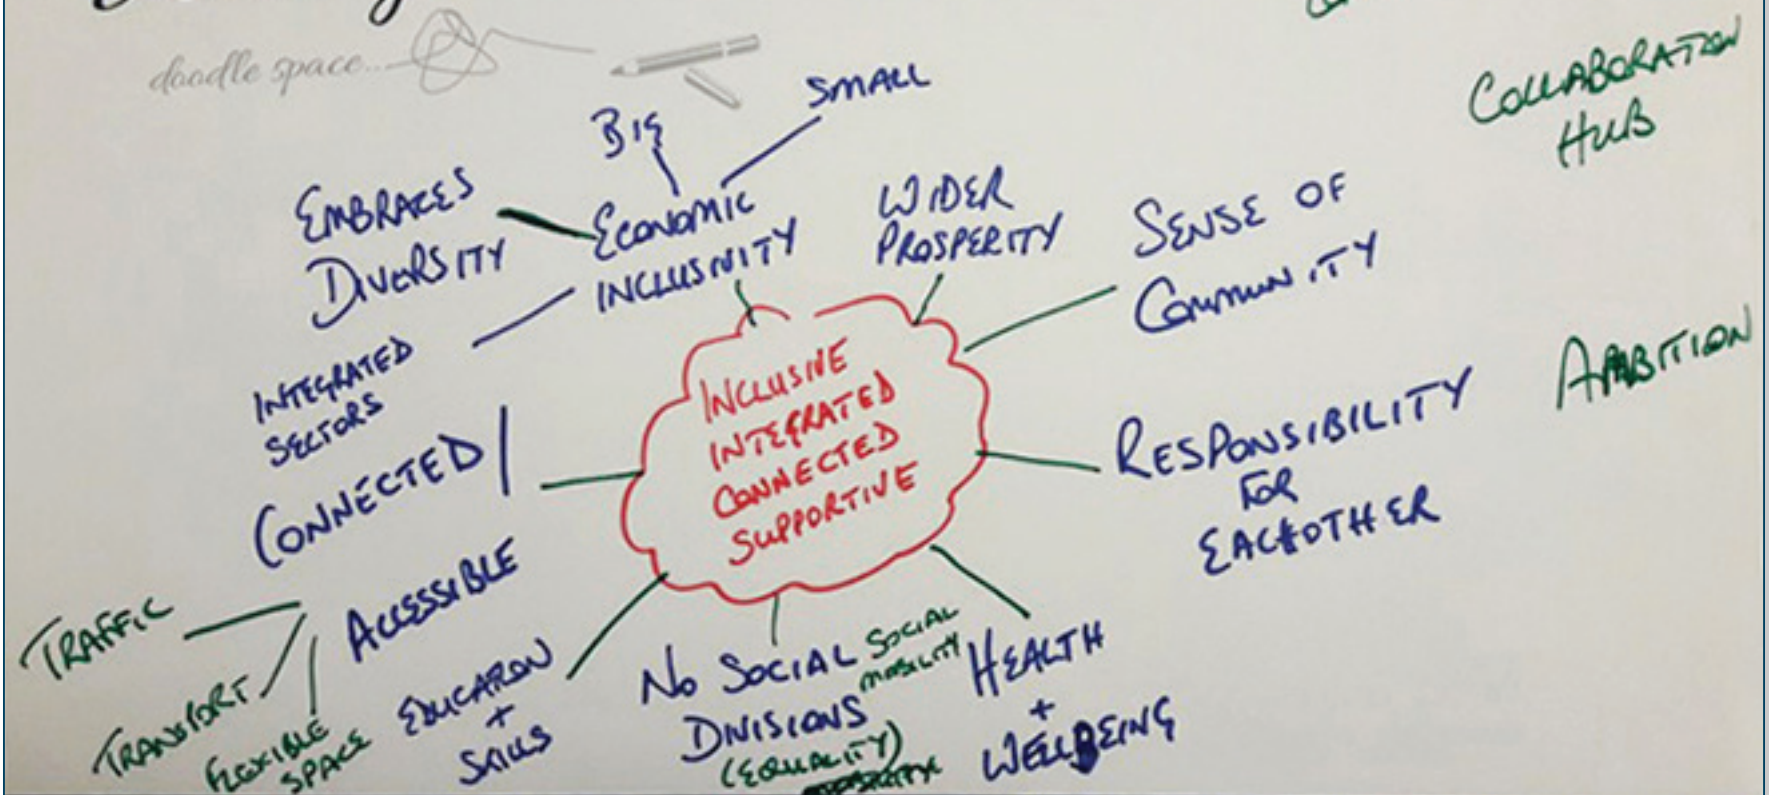 doodle space...
BIG
SMALL
EMBRACES
DIVERSITY
ECONOMIC
INCLUSIVITY
WIDER
PROSPERITY
SENSE OF
COMMUNITY
COLLABORATION
HUB
INTEGRATED
SECTORS
INCLUSIVE
INTEGRATED
CONNECTED
SUPPORTIVE
AMBITION
CONNECTED/
ACCESSIBLE
RESPONSIBILITY
FOR
EACHOTHER
TRAFFIC
TRANSPORT
FLEXIBLE
SPACE
EDUCATION
+
SKILLS
NO SOCIAL
DIVISIONS
(EQUALITY)
SOCIAL
MOBILITY
HEALTH
+
WELLBEING